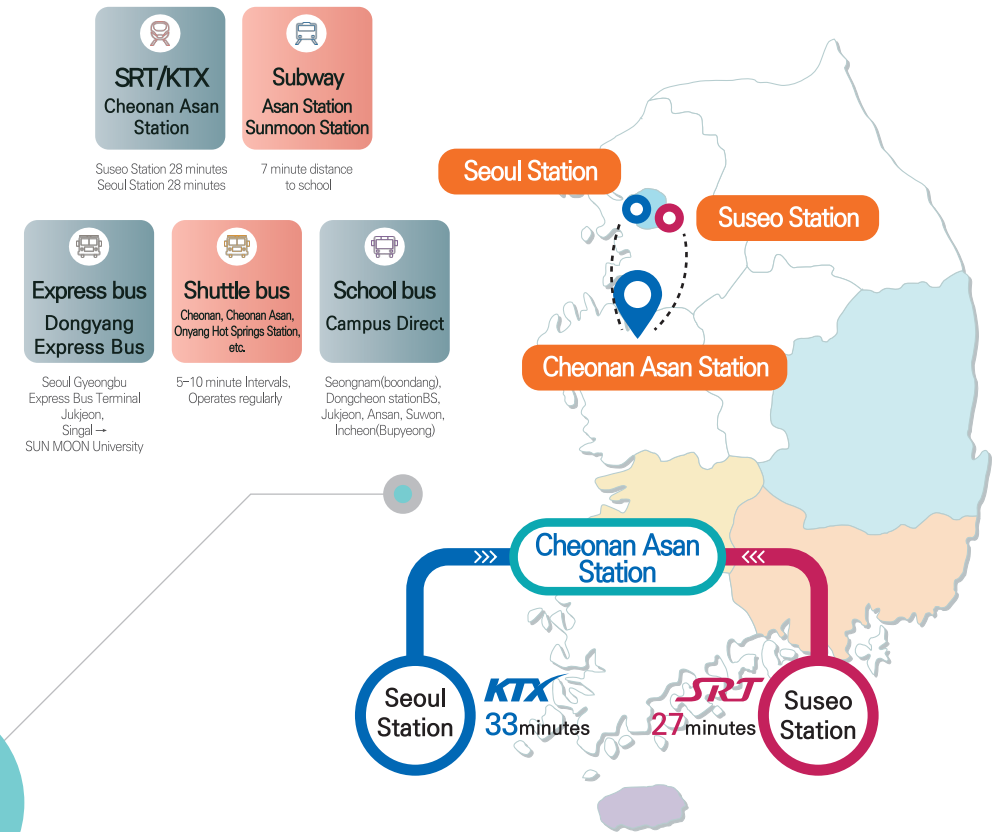 SRT/KTX
Cheonan Asan
Station
Suseo Station 28 minutes
Seoul Station 28 minutes
Subway
Asan Station
Sunmoon Station
7 minute distance
to school
Express bus
Dongyang
Express Bus
Seoul Gyeongbu
Express Bus Terminal
Jukjeon,
Singal →
SUN MOON University
Shuttle bus
Cheonan, Cheonan Asan,
Onyang Hot Springs Station,
etc.
5-10 minute Intervals,
Operates regularly
School bus
Campus Direct
Seongnam(boondang),
Dongcheon stationBS,
Jukjeon, Ansan, Suwon,
Incheon(Bupyeong)
Seoul Station
Suseo Station
Cheonan Asan Station
Cheonan Asan
Station
Seoul
Station
KTX
33minutes
SRT
27minutes
Suseo
Station